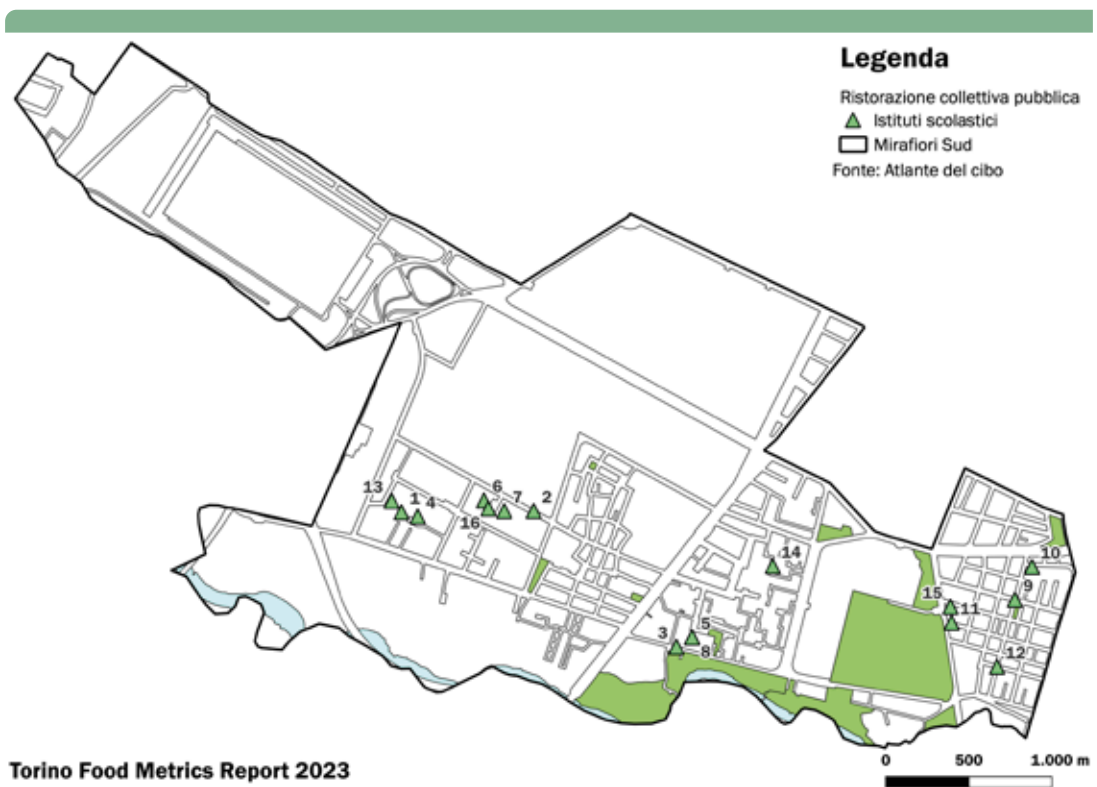 Legenda
Ristorazione collettiva pubblica
Istituti scolastici
Mirafiori Sud
Fonte: Atlante del cibo
13
1
4
6
16
7
2
14
10
9
15
11
5
3
8
12
Torino Food Metrics Report 2023
0 500 1.000 m